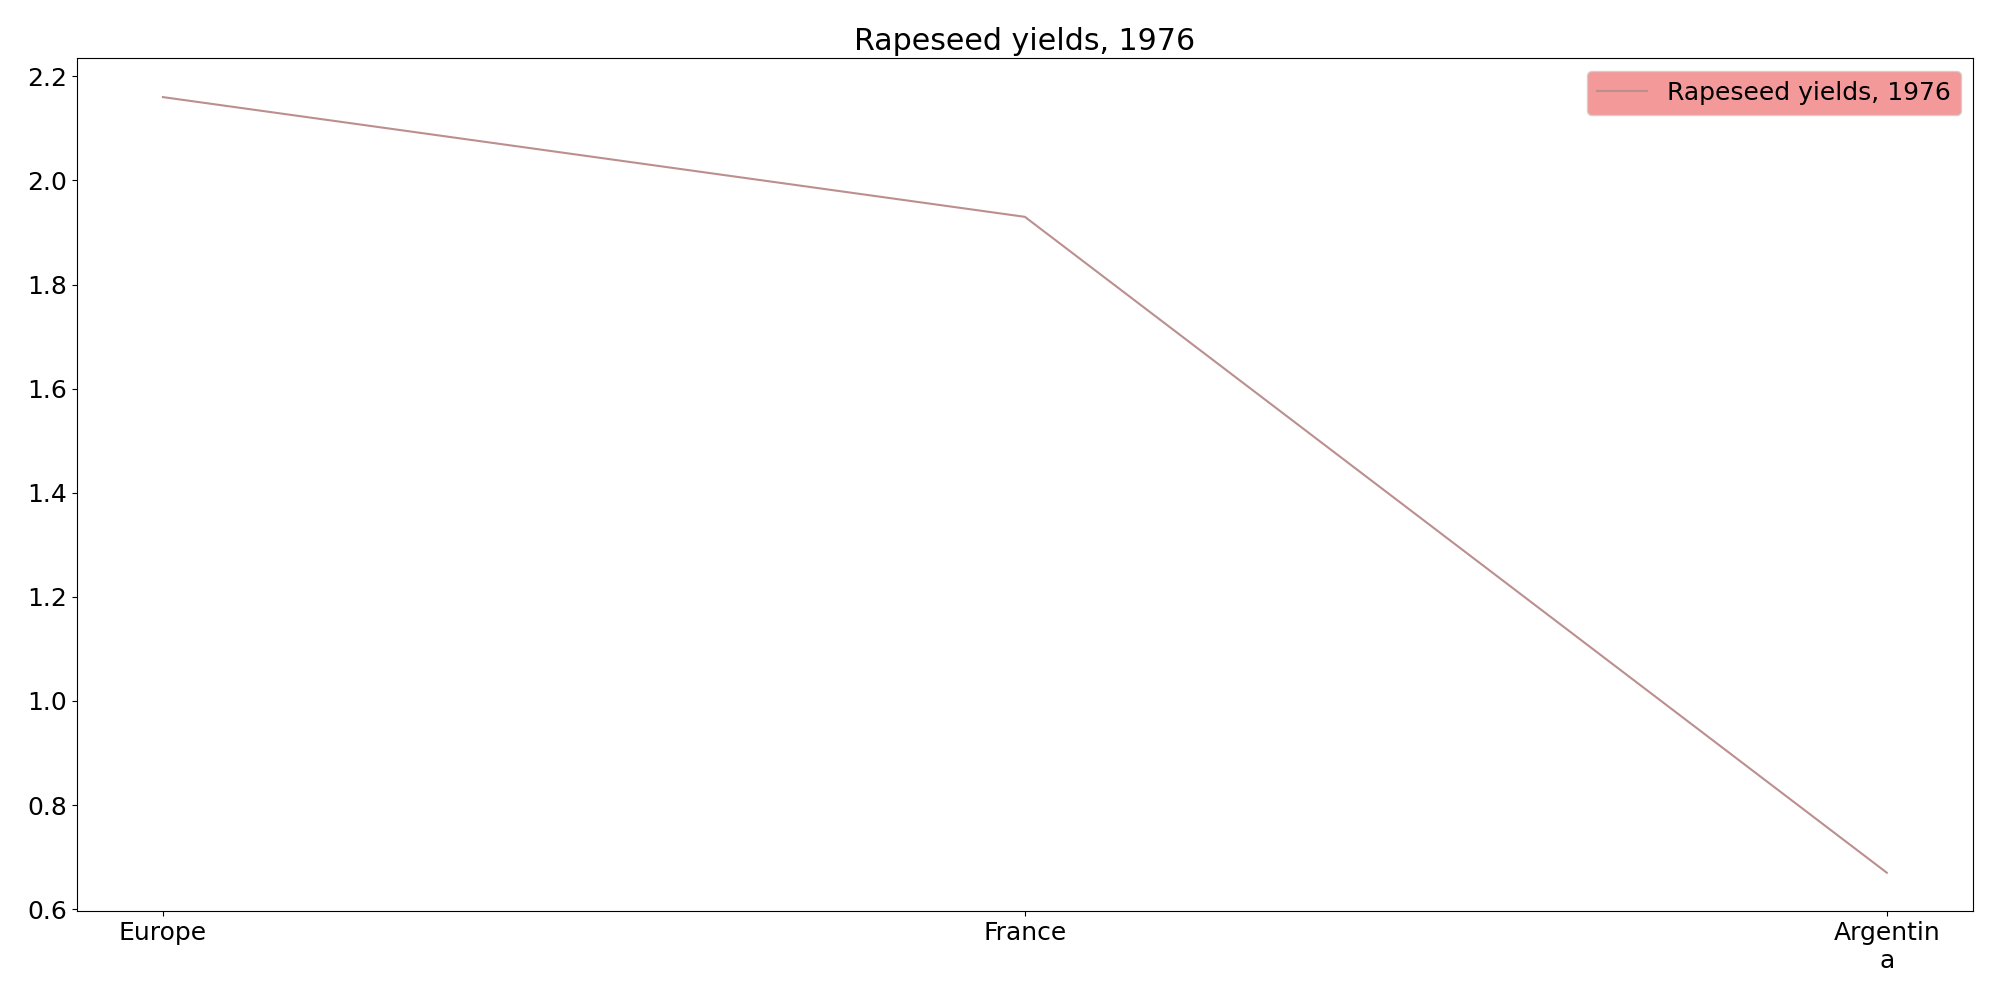 Rapeseed yields, 1976
Rapeseed yields, 1976
2.2
2.0
1.8
1.6
1.4
1.2
1.0
0.8
0.6
Europe
France
Argentin
a